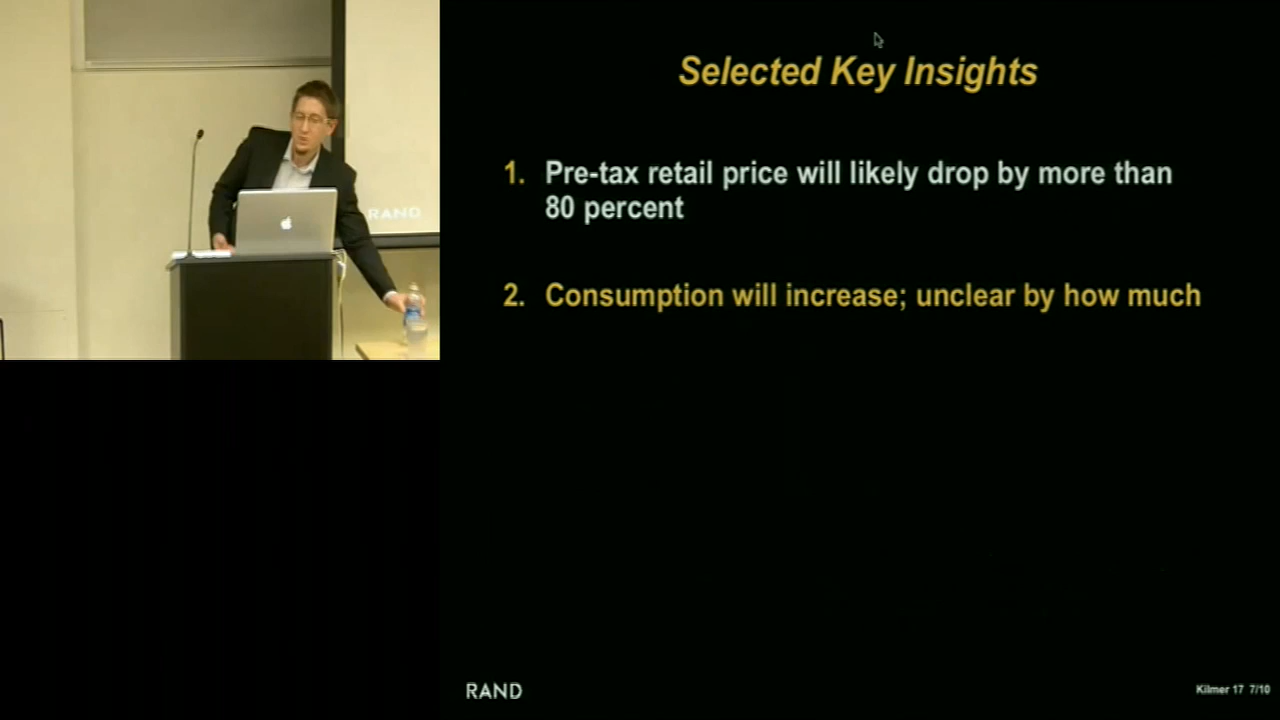 Selected Key Insights
1. Pre-tax retail price will likely drop by more than
80 percent
2. Consumption will increase; unclear by how much
RAND
RAND
Kilmer 17 7/10